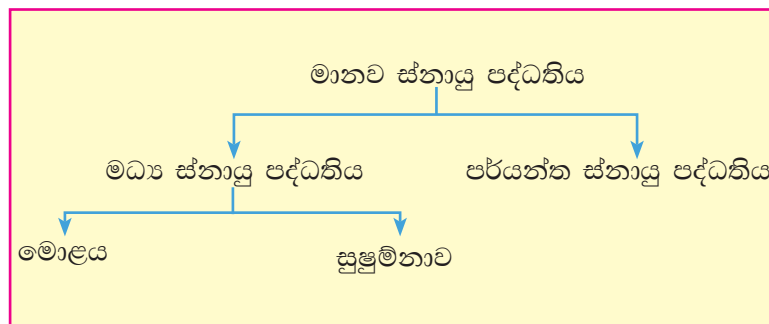 මානව ස්නායු පද්ධතිය
මධ්‍ය ස්නායු පද්ධතිය පර්යන්ත ස්නායු පද්ධතිය
මොළය සුෂුම්නාව